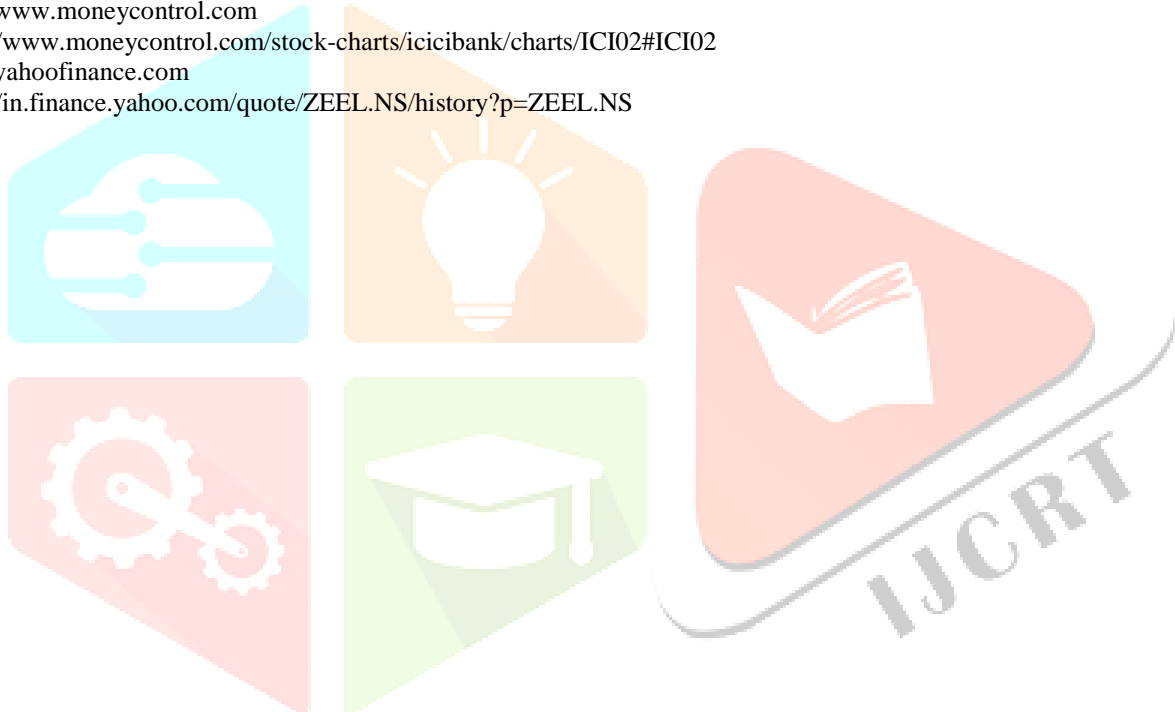 www.moneycontrol.com
/www.moneycontrol.com/stock-charts/icicibank/charts/ICI02#ICI02
yahoofinance.com
/in.finance.yahoo.com/quote/ZEEL.NS/history?p=ZEEL.NS
IJCRT